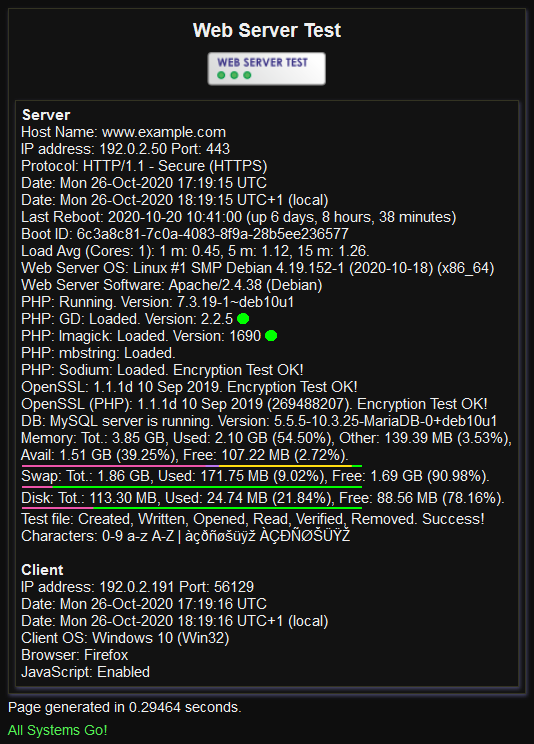 Web Server Test
WEB SERVER TEST
Server
Host Name: www.example.com
IP address: 192.0.2.50 Port: 443
Protocol: HTTP/1.1 - Secure (HTTPS)
Date: Mon 26-Oct-2020 17:19:15 UTC
Date: Mon 26-Oct-2020 18:19:15 UTC+1 (local)
Last Reboot: 2020-10-20 10:41:00 (up 6 days, 8 hours, 38 minutes)
Boot ID: 6c3a8c81-7c0a-4083-8f9a-28b5ee236577
Load Avg (Cores: 1): 1 m: 0.45, 5 m: 1.12, 15 m: 1.26.
Web Server OS: Linux #1 SMP Debian 4.19.152-1 (2020-10-18) (x86_64)
Web Server Software: Apache/2.4.38 (Debian)
PHP: Running. Version: 7.3.19-1~deb10u1
PHP: GD: Loaded. Version: 2.2.5
PHP: Imagick: Loaded. Version: 1690
PHP: mbstring: Loaded.
PHP: Sodium: Loaded. Encryption Test OK!
OpenSSL: 1.1.1d 10 Sep 2019. Encryption Test OK!
OpenSSL (PHP): 1.1.1d 10 Sep 2019 (269488207). Encryption Test OK!
DB: MySQL server is running. Version: 5.5.5-10.3.25-MariaDB-0+deb10u1
Memory: Tot.: 3.85 GB, Used: 2.10 GB (54.50%), Other: 139.39 MB (3.53%),
Avail: 1.51 GB (39.25%), Free: 107.22 MB (2.72%).
Swap: Tot.: 1.86 GB, Used: 171.75 MB (9.02%), Free: 1.69 GB (90.98%).
Disk: Tot.: 113.30 MB, Used: 24.74 MB (21.84%), Free: 88.56 MB (78.16%).
Test file: Created, Written, Opened, Read, Verified, Removed. Success!
Characters: 0-9 a-z A-Z | àçðñøšüÿž ÀÇÐÑØŠÜŸŽ
Client
IP address: 192.0.2.191 Port: 56129
Date: Mon 26-Oct-2020 17:19:16 UTC
Date: Mon 26-Oct-2020 18:19:16 UTC+1 (local)
Client OS: Windows 10 (Win32)
Browser: Firefox
JavaScript: Enabled
Page generated in 0.29464 seconds.
All Systems Go!